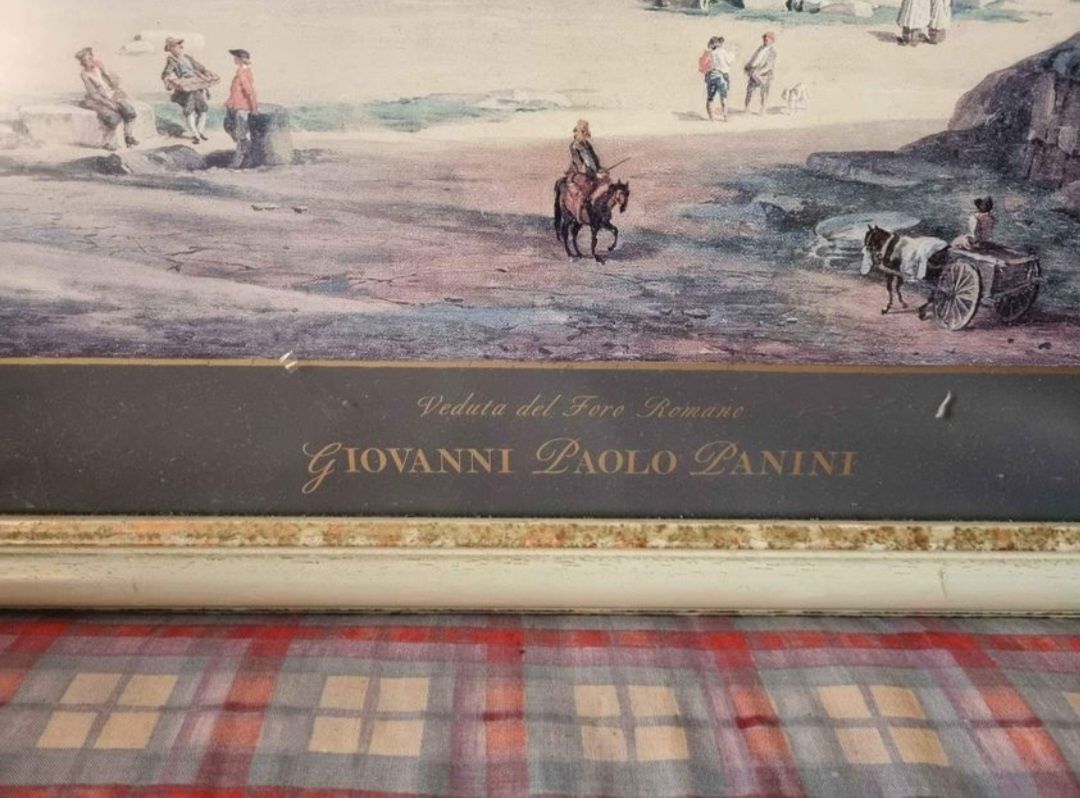 Veduta del Foro Romano
GIOVANNI PAOLO PANINI